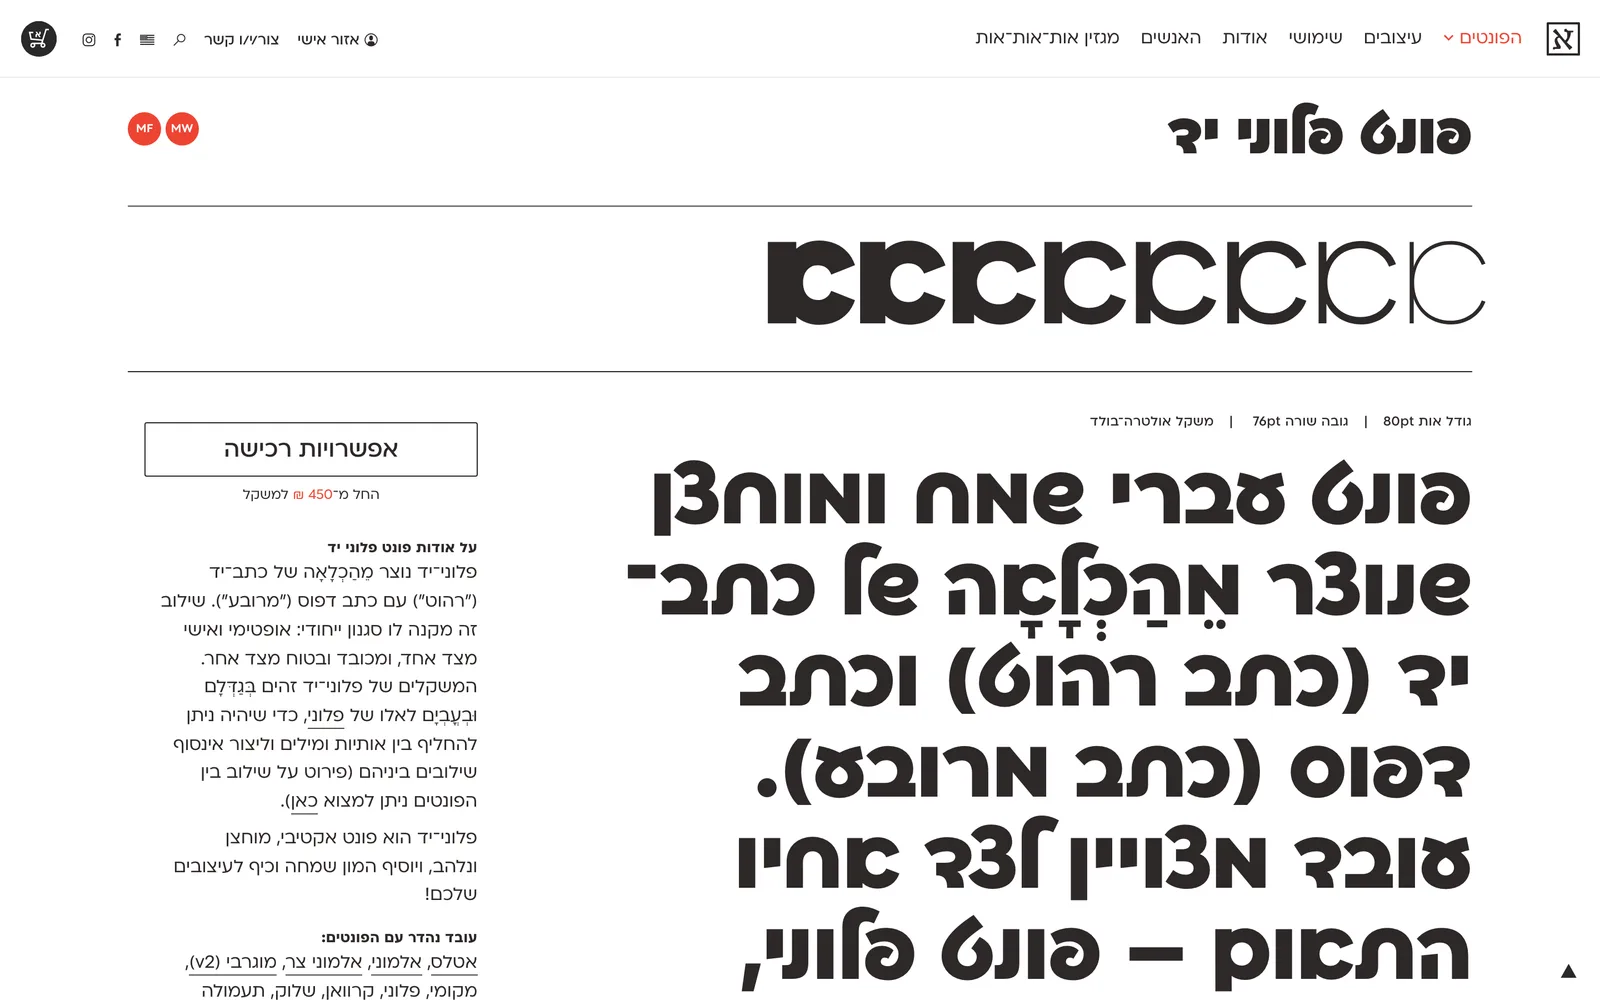 א
הפונטים
עיצובים
שימושי
אודות
האנשים
מגזין אות־אות־אות
אזור אישי
צור/י/ו קשר
פונט פלוני יד
MW
MF
א א א א א א א א
גודל אות 80pt | גובה שורה 76pt | משקל אולטרה־בולד
פונט עברי שמח ומוחצן
שנוצר מֵהַכְלָאָה של כתב־
יד (כתב רהוט) וכתב
דפוס (כתב מרובע).
עובד מצויין לצד אחיו
התאום – פונט פלוני,
אפשרויות רכישה
החל מ־450 ₪ למשקל
על אודות פונט פלוני יד
פלוני־יד נוצר מֵהַכְלָאָה של כתב־יד
("רהוט") עם כתב דפוס ("מרובע"). שילוב
זה מקנה לו סגנון ייחודי: אופטימי ואישי
מצד אחד, ומכובד ובטוח מצד אחר.
המשקלים של פלוני־יד זהים בְּגַדְּלָם
וּבְעֲבְיָם לאלו של פלוני, כדי שיהיה ניתן
להחליף בין אותיות ומילים וליצור אינסוף
שילובים ביניהם (פירוט על שילוב בין
הפונטים ניתן למצוא כאן).
פלוני־יד הוא פונט אקטיבי, מוחצן
ונלהב, ויוסיף המון שמחה וכיף לעיצובים
שלכם!
עובד נהדר עם הפונטים:
אטלס, אלמוני, אלמוני צר, מוגרבי (v2),
מקומי, פלוני, קרוואן, שלוק, תעמולה